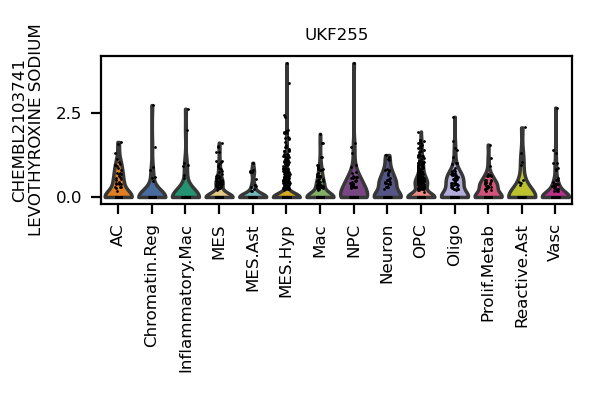 UKF255
CHEMBL2103741
LEVOTHYROXINE SODIUM
2.5
0.0
AC
Chromatin.Reg
Inflammatory.Mac
MES
MES.Ast
MES.Hyp
Mac
NPC
Neuron
OPC
Oligo
Prolif.Metab
Reactive.Ast
Vasc